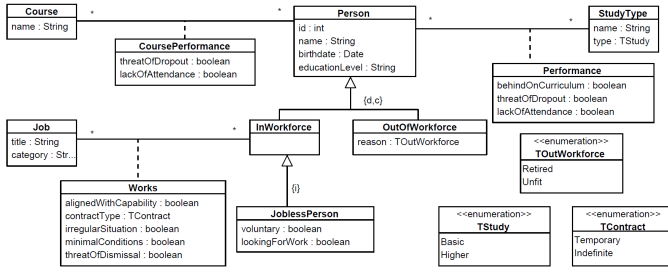 Course
name : String
*
*
CoursePerformance
threatOfDropout : boolean
lackOfAttendance : boolean
Person
id : int
name : String
birthdate : Date
educationLevel : String
*
*
StudyType
name : String
type : TStudy
Performance
behindOnCurriculum : boolean
threatOfDropout : boolean
lackOfAttendance : boolean
{d,c}
Job
title : String
category : Str...
*
*
InWorkforce
OutOfWorkforce
reason : TOutWorkforce
Works
alignedWithCapability : boolean
contractType : TContract
irregularSituation : boolean
minimalConditions : boolean
threatOfDismissal : boolean
{i}
JoblessPerson
voluntary : boolean
lookingForWork : boolean
<<enumeration>>
TOutWorkforce
Retired
Unfit
<<enumeration>>
TStudy
Basic
Higher
<<enumeration>>
TContract
Temporary
Indefinite